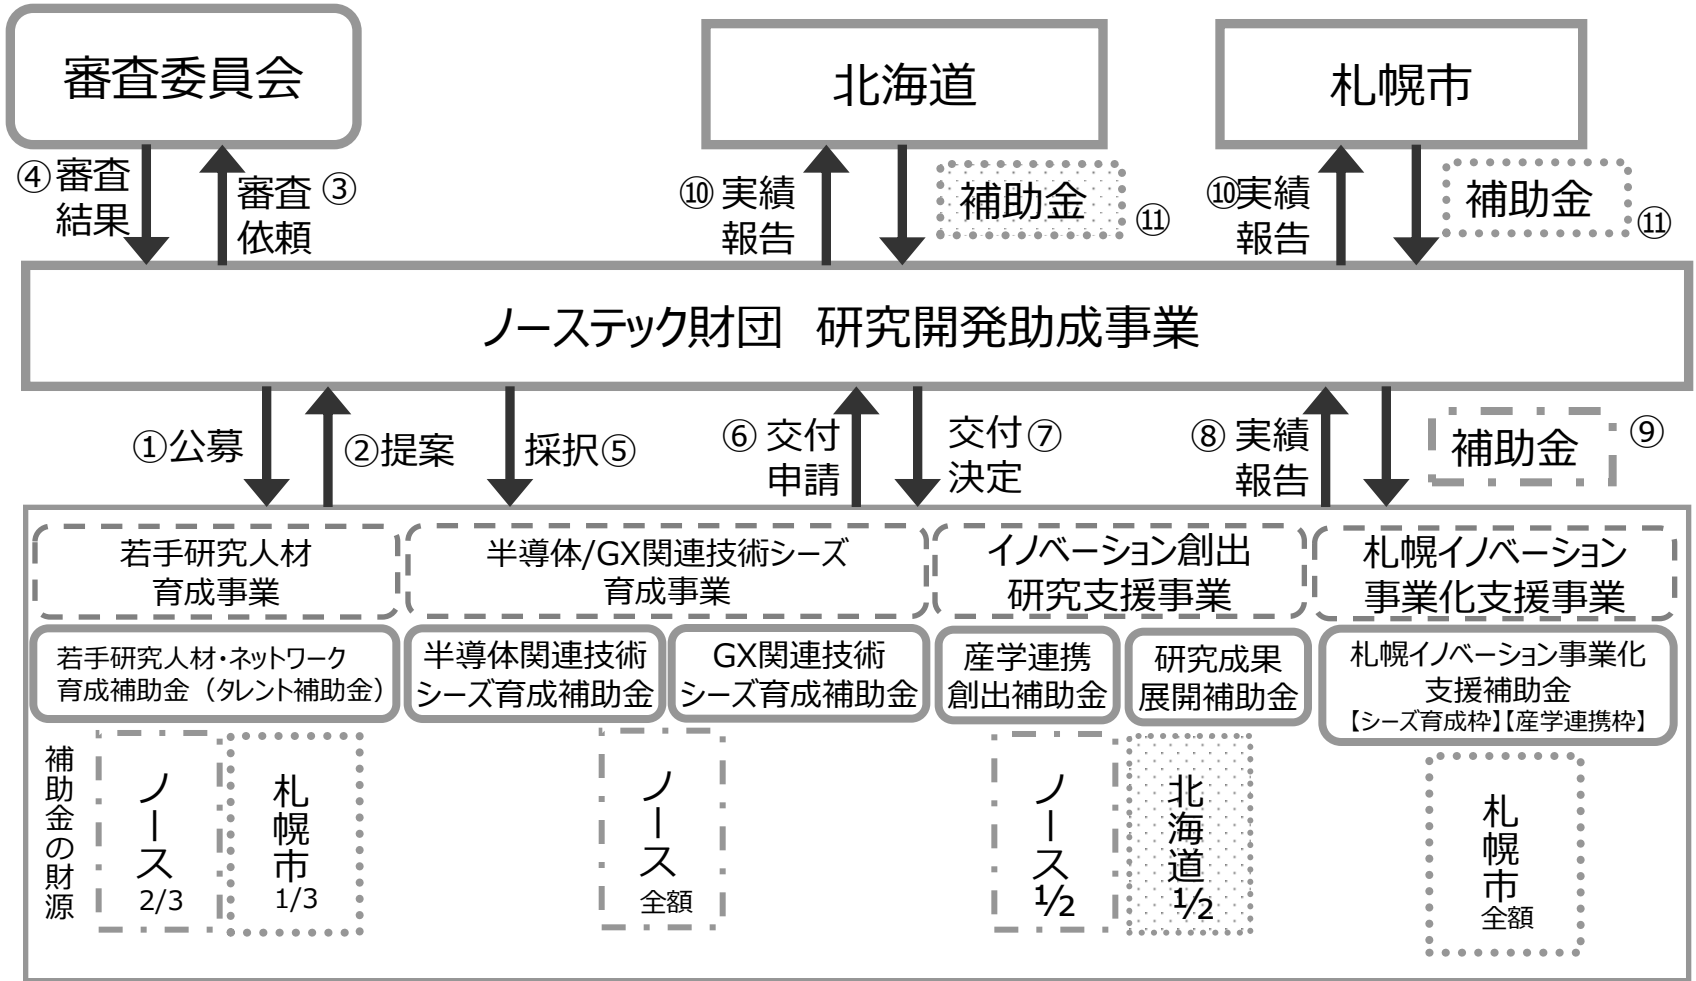 審査委員会
北海道
札幌市
④審査
結果
審査③
依頼
⑩実績
報告
補助金
⑪
⑩実績
報告
補助金
⑪
ノーステック財団 研究開発助成事業
①公募
②提案
採択⑤
⑥交付
申請
交付⑦
決定
⑧実績
報告
補助金
⑨
若手研究人材
育成事業
半導体/GX関連技術シーズ
育成事業
イノベーション創出
研究支援事業
札幌イノベーション
事業化支援事業
若手研究人材・ネットワーク
育成補助金（タレント補助金）
半導体関連技術
シーズ育成補助金
GX関連技術
シーズ育成補助金
産学連携
創出補助金
研究成果
展開補助金
札幌イノベーション事業化
支援補助金
【シーズ育成枠】【産学連携枠】
補助金の財源
ノース
2/3
札幌市
1/3
ノース
全額
ノース
½
北海道
½
札幌市
全額